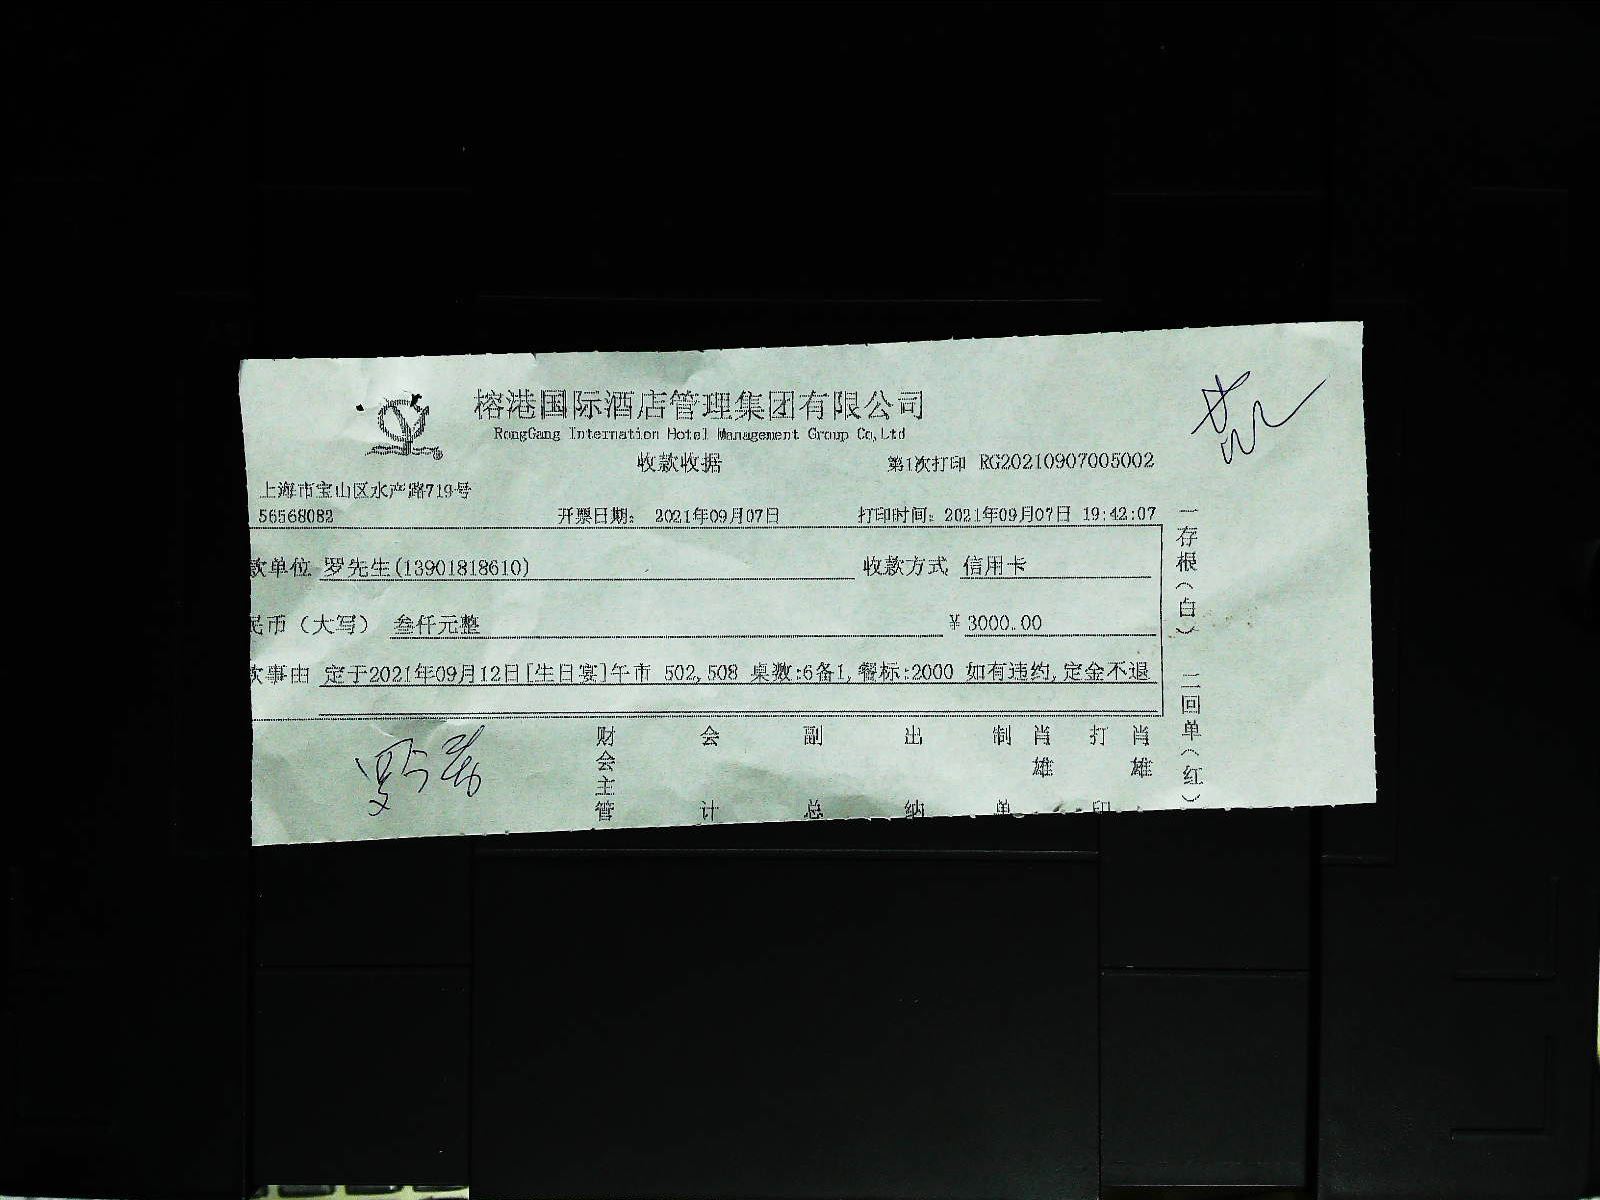 榕港国际酒店管理集团有限公司
RongGang Internation Hotel Management Group Co,Ltd
收款收据
第1次打印 RG20210907005002
上海市宝山区水产路719号
56568082 开票日期: 2021年09月07日 打印时间: 2021年09月07日 19:42:07
款单位 罗先生(13901818610) 收款方式 信用卡
民币（大写） 叁仟元整 ¥3000.00
款事由 定于2021年09月12日[生日宴]午市 502,508 桌数:6备1,餐标:2000 如有违约,定金不退
财会主管 会计 副总 出纳 制单 肖雄 打印 肖雄
一存根（白） 二回单（红）